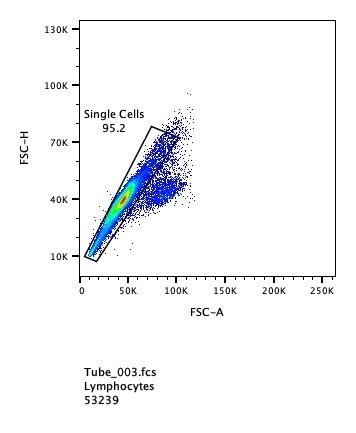 130K
100K
70K
40K
10K
FSC-H
Single Cells
95.2
0 50K 100K 150K 200K 250K
FSC-A
Tube_003.fcs
Lymphocytes
53239